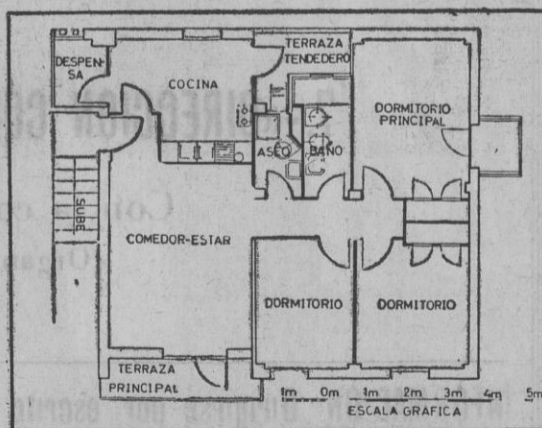 DESPEN-
SA
COCINA
TERRAZA
TENDEDERO
DORMITORIO
PRINCIPAL
ASEO
BAÑO
SUBE
COMEDOR-ESTAR
DORMITORIO
DORMITORIO
TERRAZA
PRINCIPAL
1m 0m 1m 2m 3m 4m 5m
ESCALA GRÁFICA